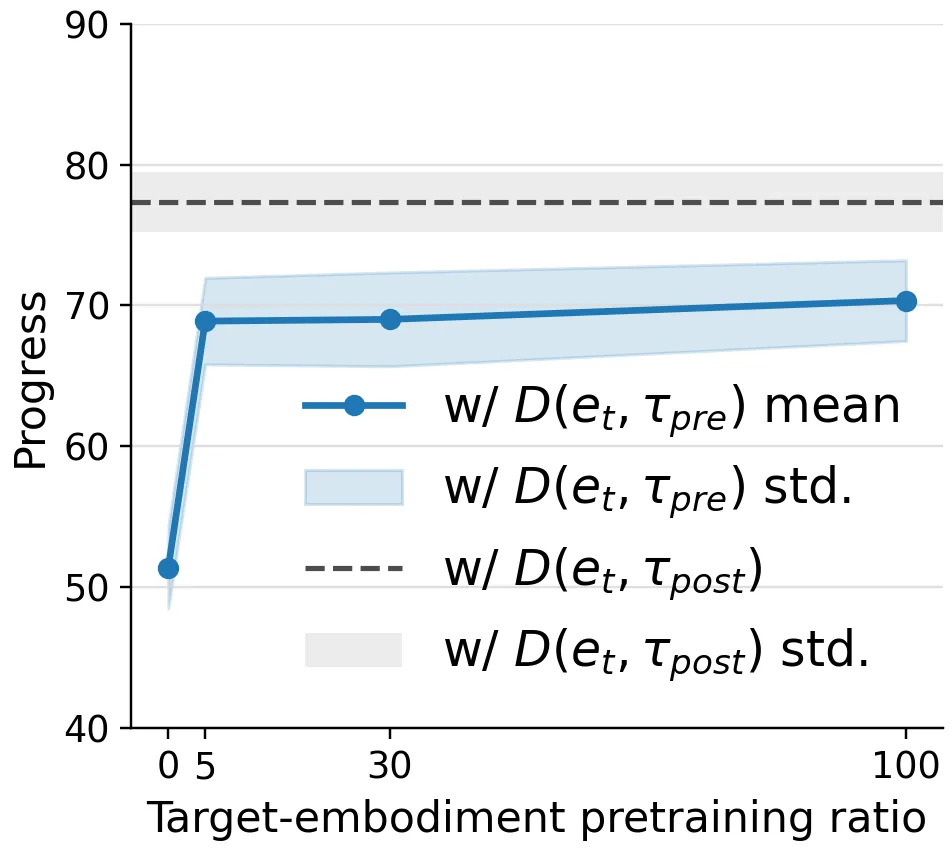 90
80
70
60
50
40
Progress
w/ D(e_t, τ_pre) mean
w/ D(e_t, τ_pre) std.
w/ D(e_t, τ_post)
w/ D(e_t, τ_post) std.
0 5 30 100
Target-embodiment pretraining ratio